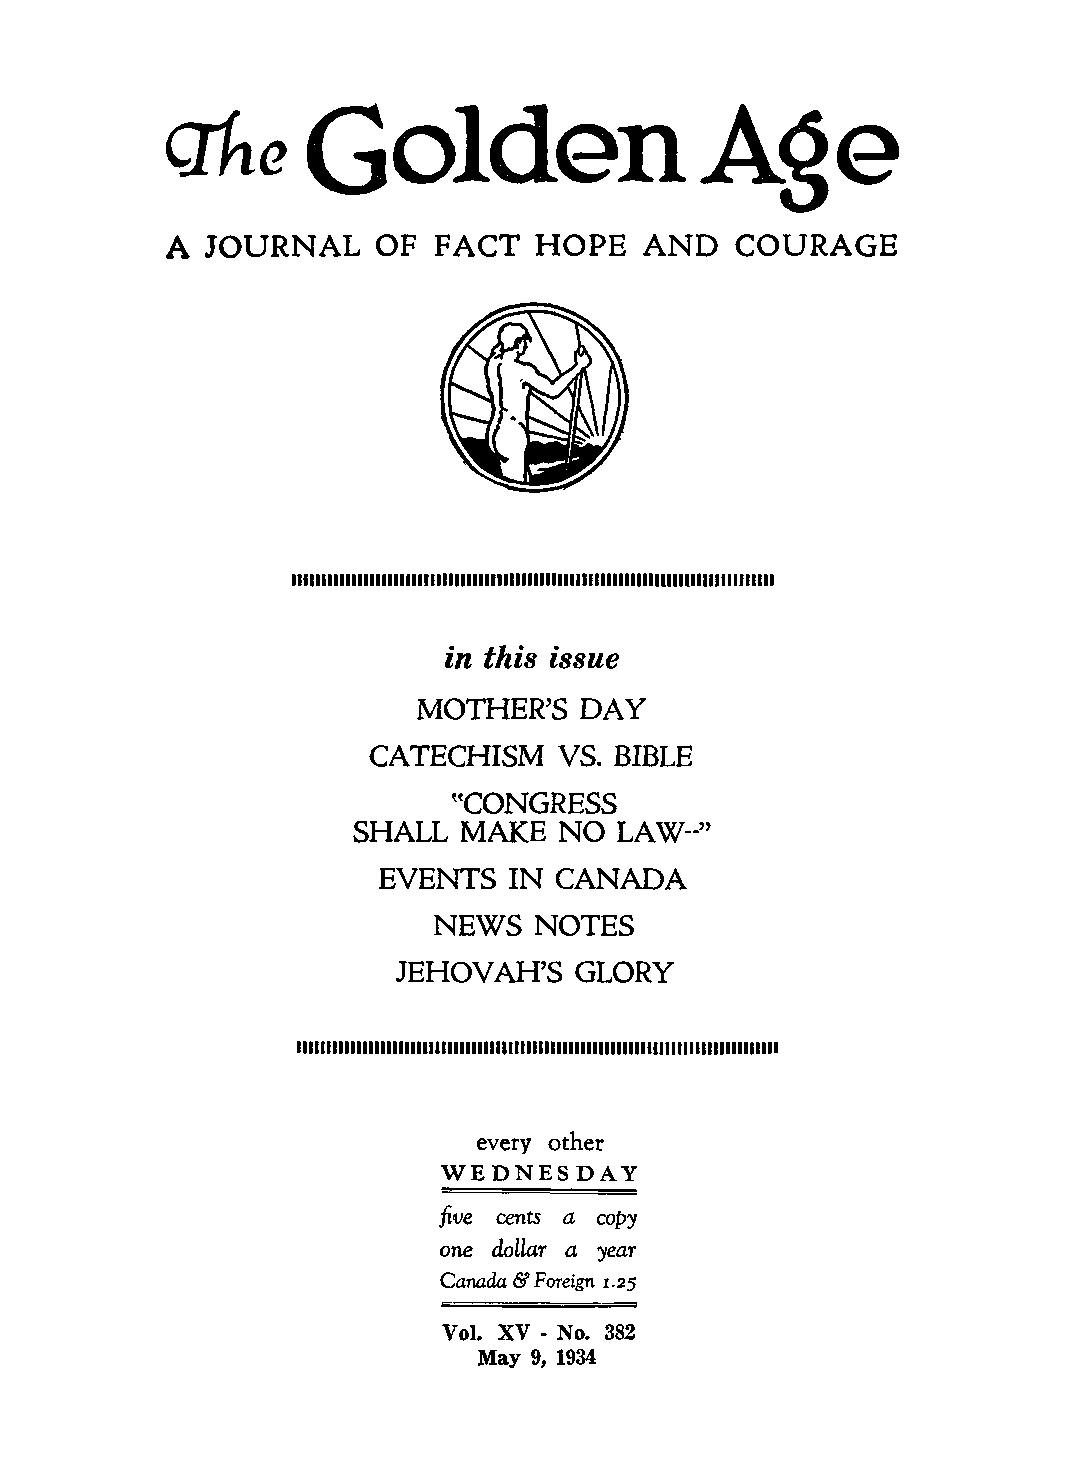 The Golden Age
A JOURNAL OF FACT HOPE AND COURAGE
in this issue
MOTHER'S DAY
CATECHISM VS. BIBLE
"CONGRESS
SHALL MAKE NO LAW--"
EVENTS IN CANADA
NEWS NOTES
JEHOVAH'S GLORY
every other
WEDNESDAY
five cents a copy
one dollar a year
Canada & Foreign 1.25
Vol. XV - No. 382
May 9, 1934